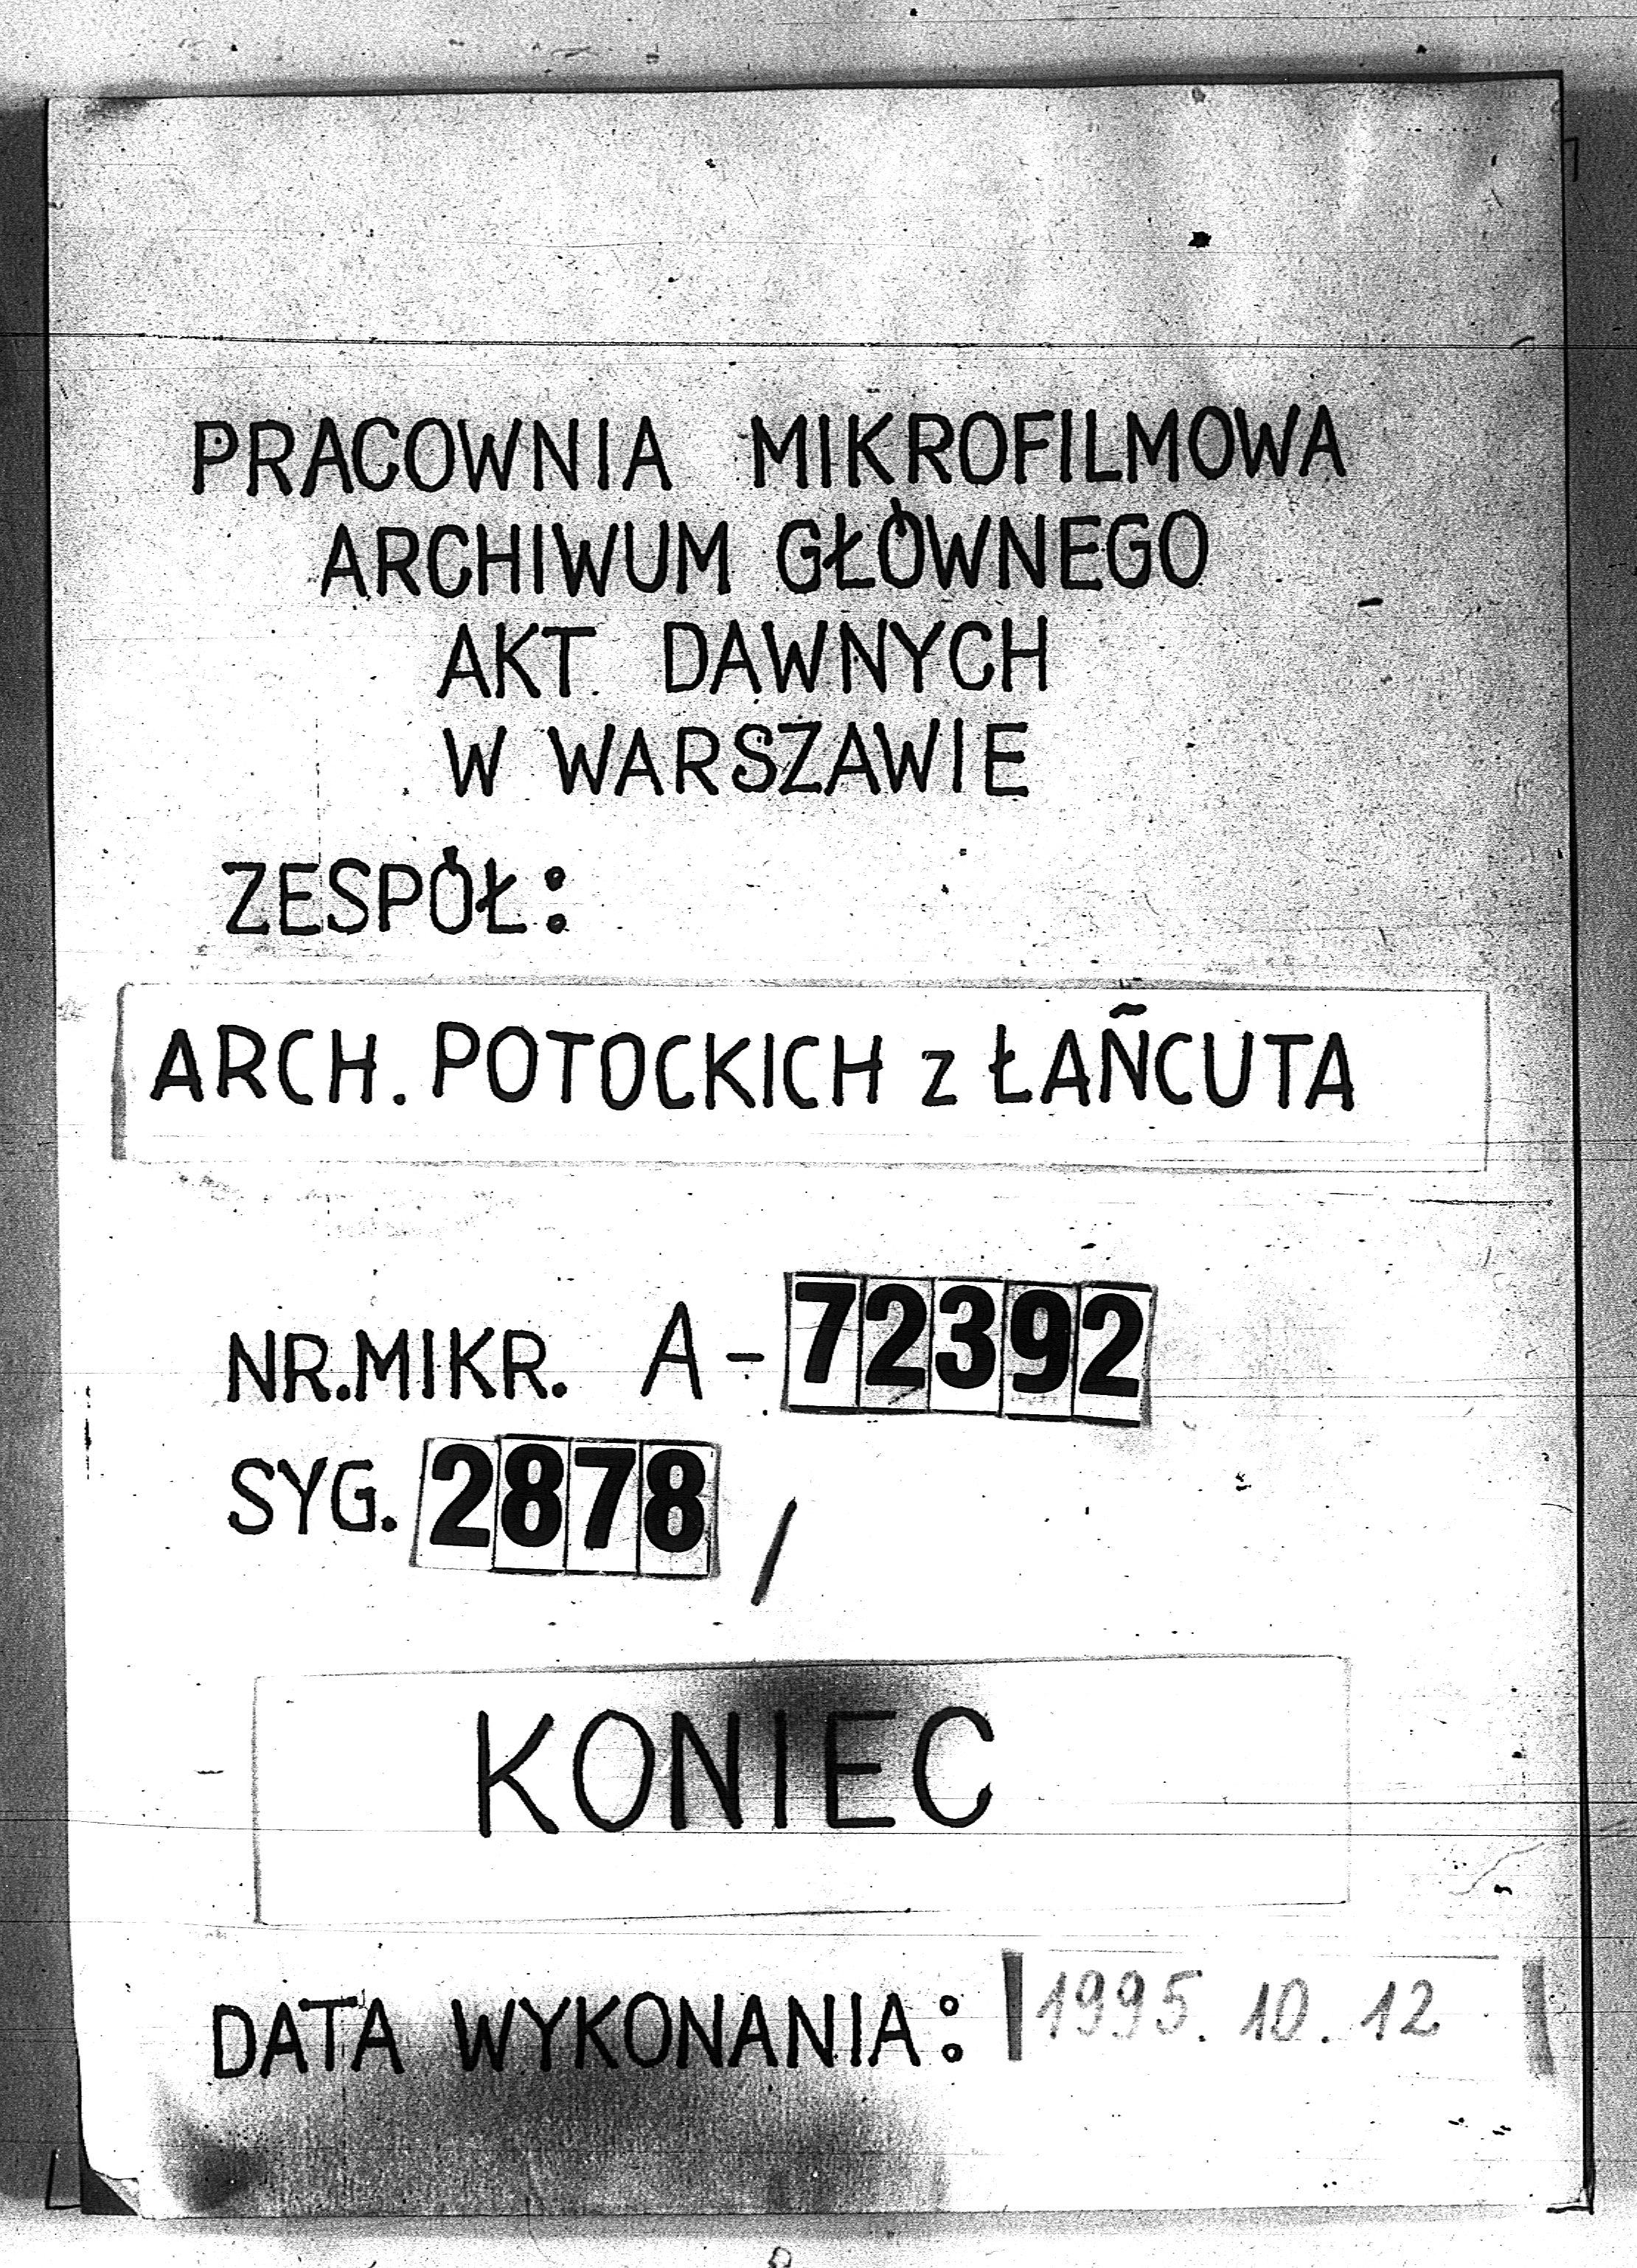 PRACOWNIA MIKROFILMOWA
ARCHIWUM GŁÓWNEGO
AKT DAWNYCH
W WARSZAWIE
ZESPÓŁ:
ARCH. POTOCKICH z ŁAŃCUTA
NR.MIKR. A-72392
SYG. 2878 /
KONIEC
DATA WYKONANIA: 1995. 10. 12